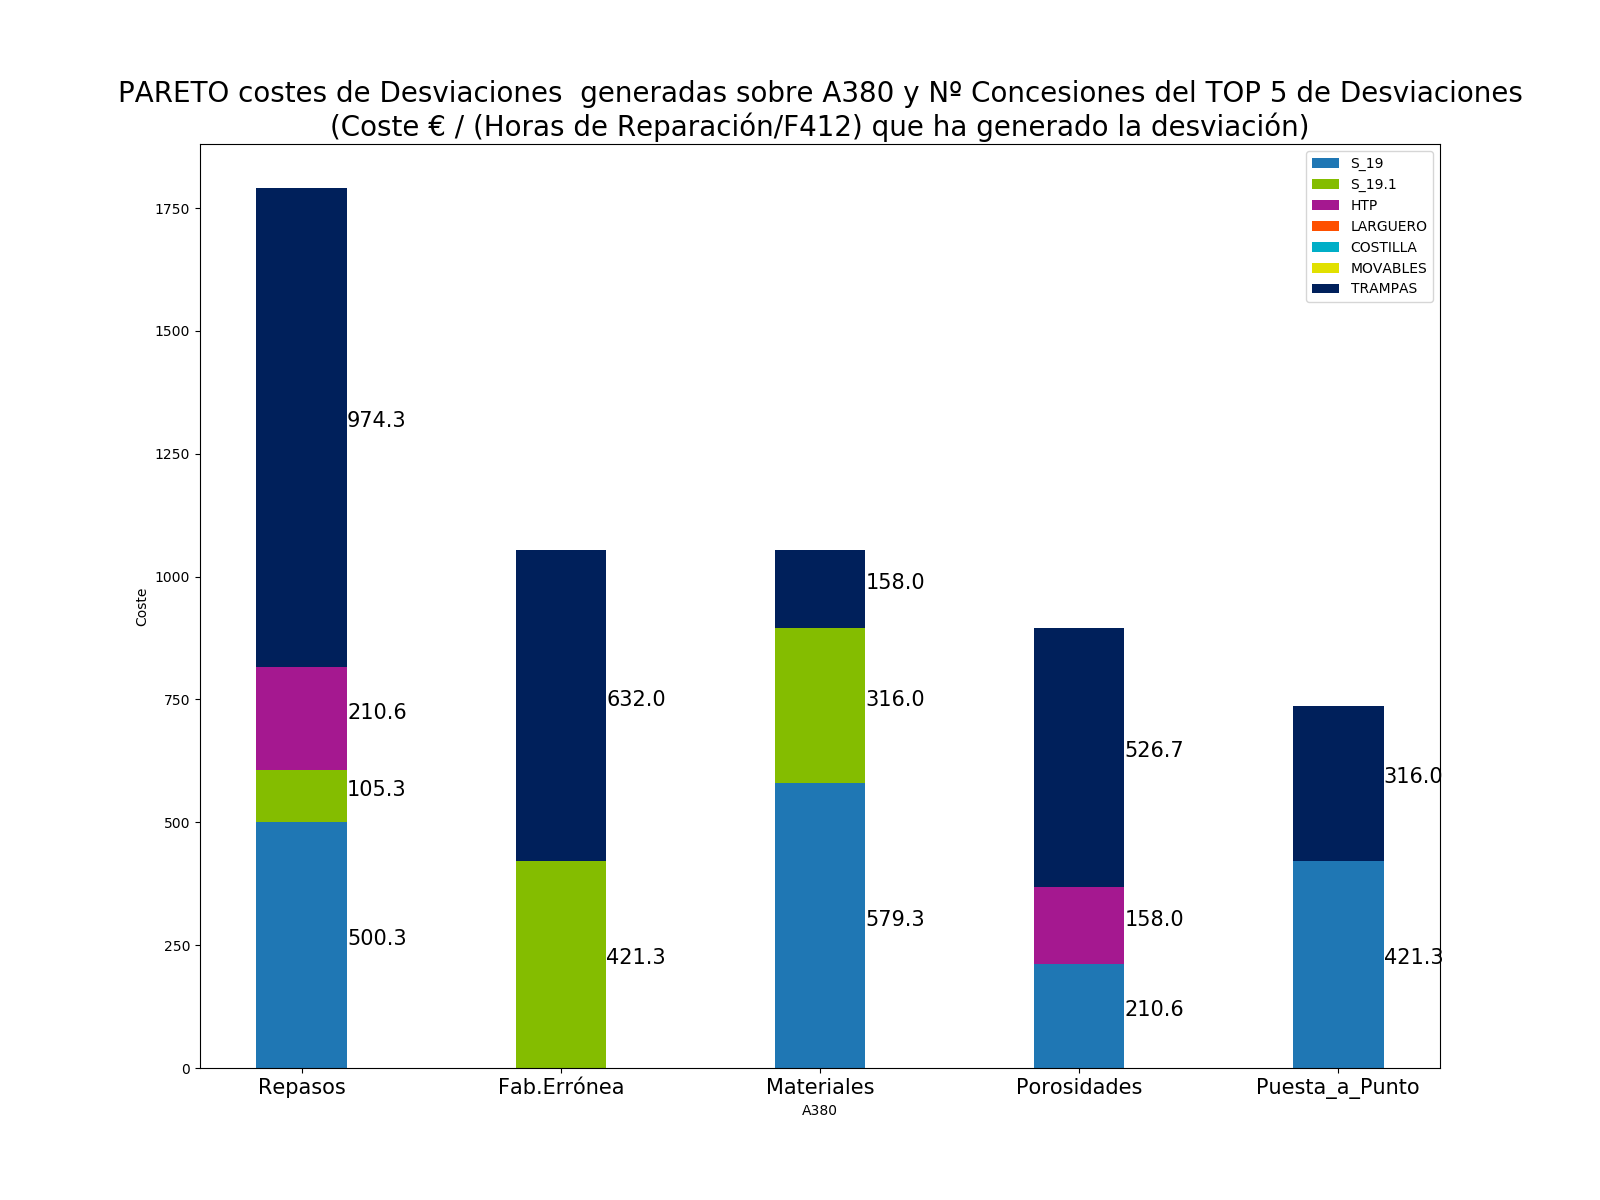 PARETO costes de Desviaciones  generadas sobre A380 y Nº Concesiones del TOP 5 de Desviaciones
(Coste € / (Horas de Reparación/F412) que ha generado la desviación)
S_19
S_19.1
HTP
LARGUERO
COSTILLA
MOVABLES
TRAMPAS
1750
1500
1250
1000
750
500
250
0
Coste
974.3
210.6
105.3
500.3
632.0
421.3
158.0
316.0
579.3
526.7
158.0
210.6
316.0
421.3
Repasos
Fab.Errónea
Materiales
Porosidades
Puesta_a_Punto
A380